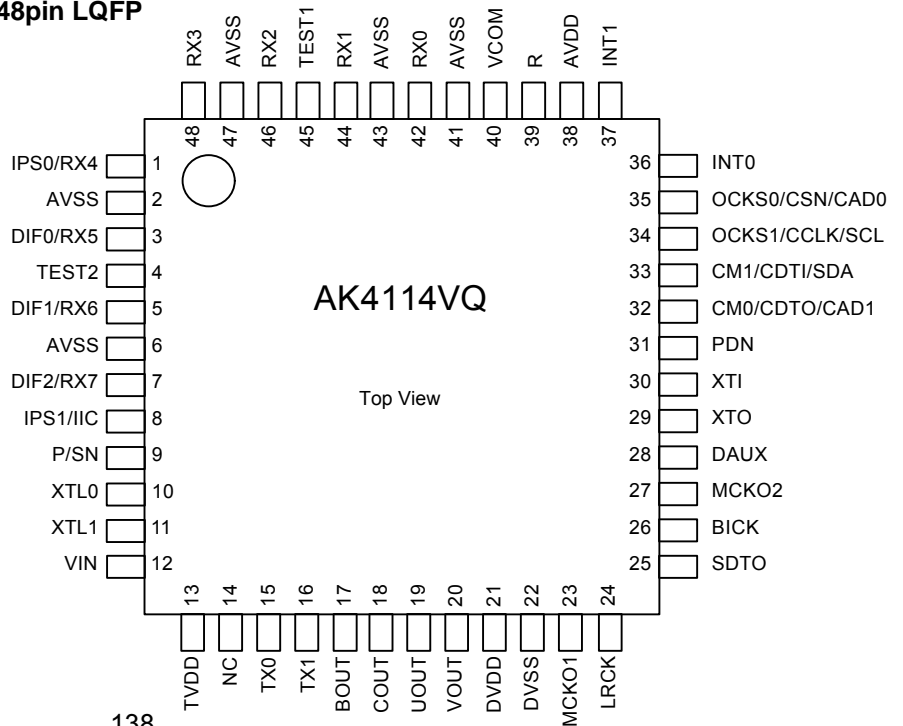 48pin LQFP
RX3
AVSS
RX2
TEST1
RX1
AVSS
RX0
AVSS
VCOM
R
AVDD
INT1
48
47
46
45
44
43
42
41
40
39
38
37
IPS0/RX4 1
AVSS 2
DIF0/RX5 3
TEST2 4
DIF1/RX6 5
AVSS 6
DIF2/RX7 7
IPS1/IIC 8
P/SN 9
XTL0 10
XTL1 11
VIN 12
AK4114VQ
Top View
36 INT0
35 OCKS0/CSN/CAD0
34 OCKS1/CCLK/SCL
33 CM1/CDTI/SDA
32 CM0/CDTO/CAD1
31 PDN
30 XTI
29 XTO
28 DAUX
27 MCKO2
26 BICK
25 SDTO
13
14
15
16
17
18
19
20
21
22
23
24
TVDD
NC
TX0
TX1
BOUT
COUT
UOUT
VOUT
DVDD
DVSS
MCKO1
LRCK
138